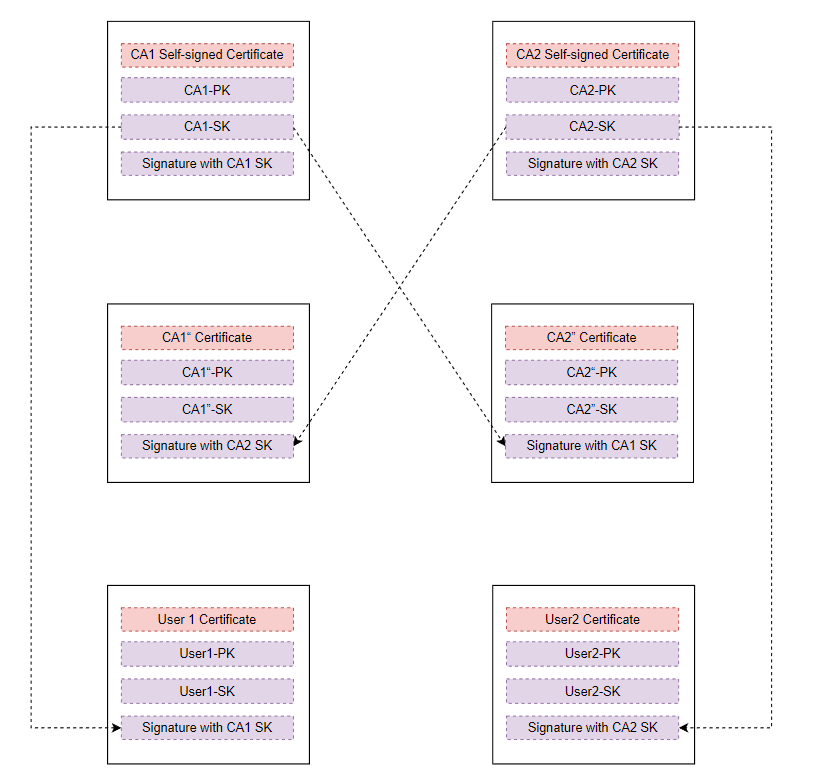 CA1 Self-signed Certificate
CA1-PK
CA1-SK
Signature with CA1 SK
CA2 Self-signed Certificate
CA2-PK
CA2-SK
Signature with CA2 SK
CA1“ Certificate
CA1“-PK
CA1”-SK
Signature with CA2 SK
CA2” Certificate
CA2“-PK
CA2”-SK
Signature with CA1 SK
User 1 Certificate
User1-PK
User1-SK
Signature with CA1 SK
User2 Certificate
User2-PK
User2-SK
Signature with CA2 SK